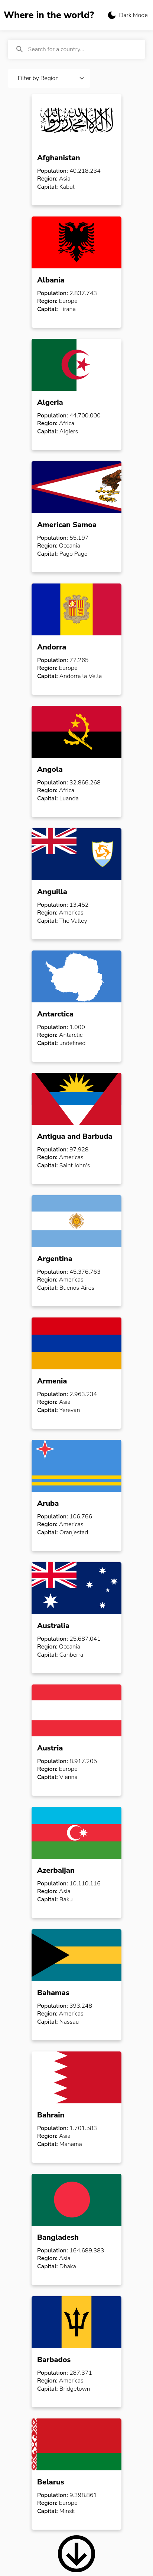 Where in the world?
Dark Mode
Search for a country...
Filter by Region
Afghanistan
Population: 40.218.234
Region: Asia
Capital: Kabul
Albania
Population: 2.837.743
Region: Europe
Capital: Tirana
Algeria
Population: 44.700.000
Region: Africa
Capital: Algiers
American Samoa
Population: 55.197
Region: Oceania
Capital: Pago Pago
Andorra
Population: 77.265
Region: Europe
Capital: Andorra la Vella
Angola
Population: 32.866.268
Region: Africa
Capital: Luanda
Anguilla
Population: 13.452
Region: Americas
Capital: The Valley
Antarctica
Population: 1.000
Region: Antarctic
Capital: undefined
Antigua and Barbuda
Population: 97.928
Region: Americas
Capital: Saint John's
Argentina
Population: 45.376.763
Region: Americas
Capital: Buenos Aires
Armenia
Population: 2.963.234
Region: Asia
Capital: Yerevan
Aruba
Population: 106.766
Region: Americas
Capital: Oranjestad
Australia
Population: 25.687.041
Region: Oceania
Capital: Canberra
Austria
Population: 8.917.205
Region: Europe
Capital: Vienna
Azerbaijan
Population: 10.110.116
Region: Asia
Capital: Baku
Bahamas
Population: 393.248
Region: Americas
Capital: Nassau
Bahrain
Population: 1.701.583
Region: Asia
Capital: Manama
Bangladesh
Population: 164.689.383
Region: Asia
Capital: Dhaka
Barbados
Population: 287.371
Region: Americas
Capital: Bridgetown
Belarus
Population: 9.398.861
Region: Europe
Capital: Minsk